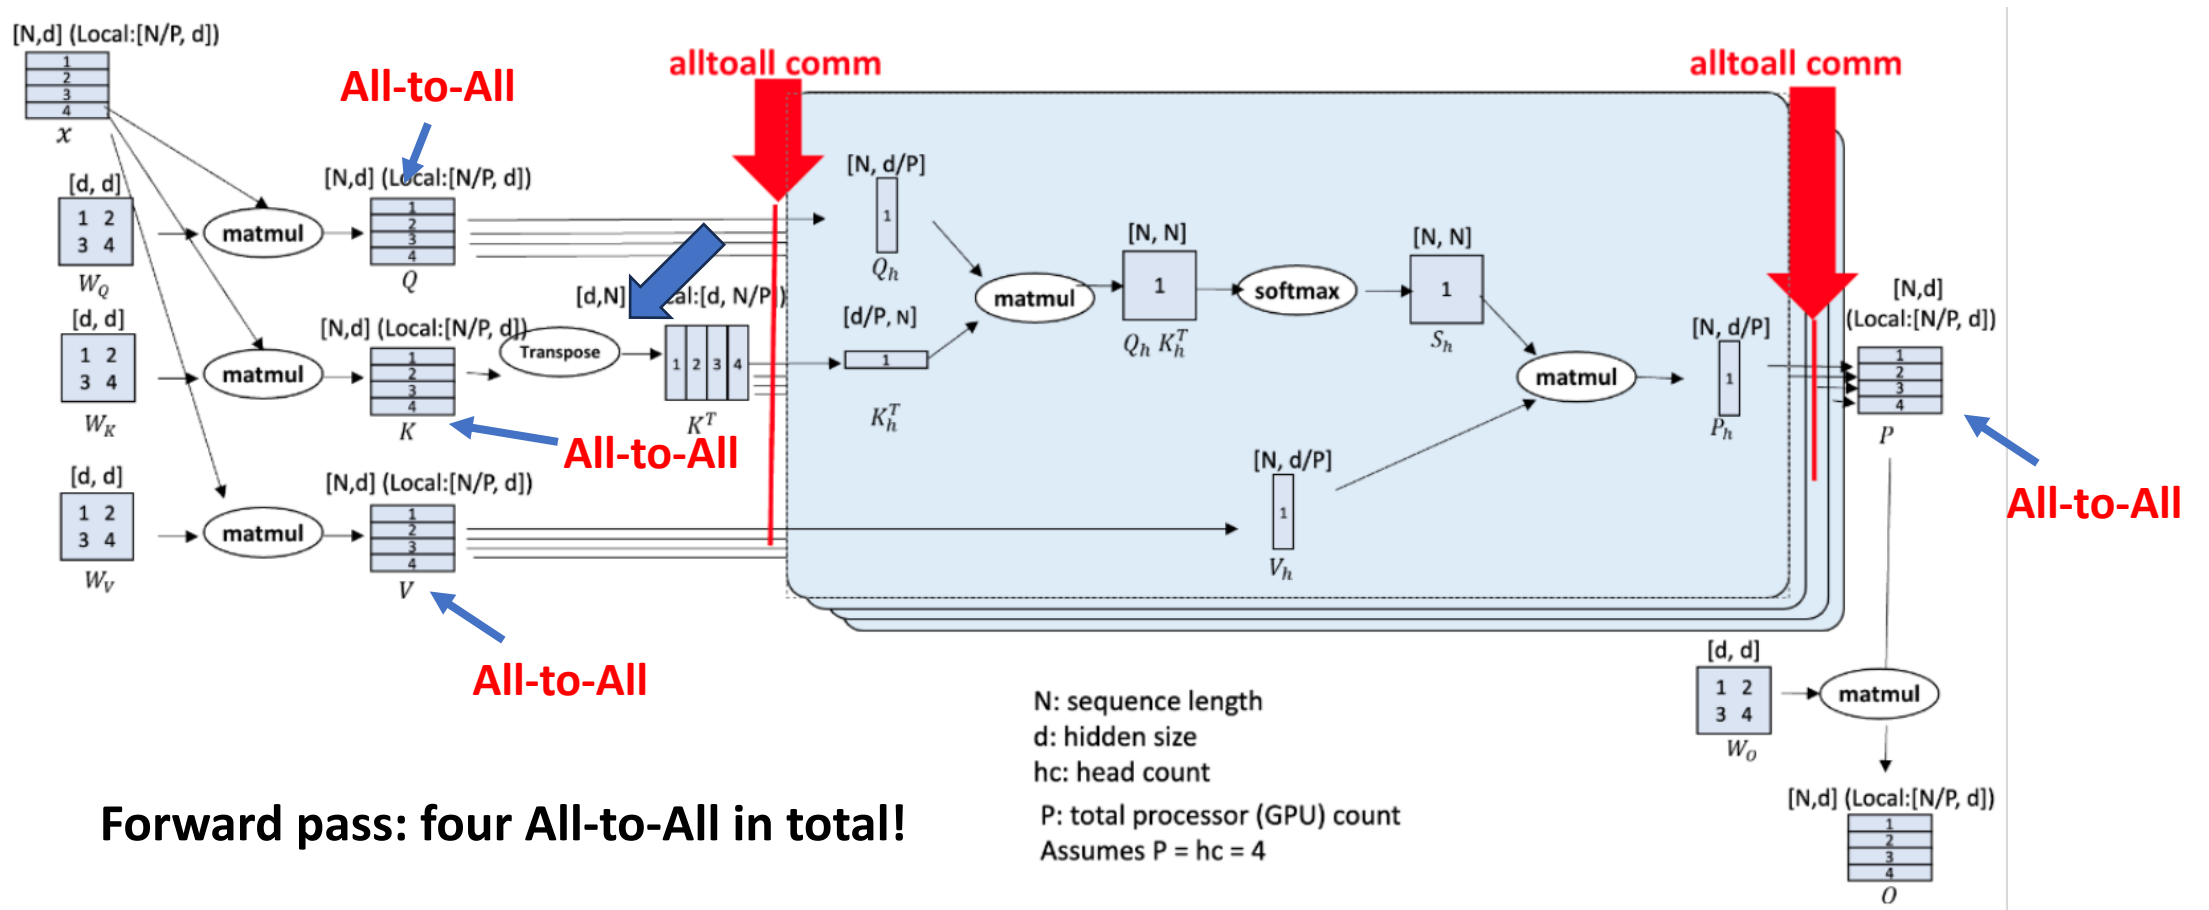 [N,d] (Local:[N/P, d])
1
2
3
4
x
All-to-All
alltoall comm
alltoall comm
[d, d]
1 2
3 4
W_Q
matmul
[N,d] (Local:[N/P, d])
1
2
3
4
Q
[d, d]
1 2
3 4
W_K
matmul
[N,d] (Local:[N/P, d])
1
2
3
4
K
All-to-All
Transpose
[d,N] cal:[d, N/P])
1 2 3 4
K^T
[d, d]
1 2
3 4
W_V
matmul
[N,d] (Local:[N/P, d])
1
2
3
4
V
All-to-All
[N, d/P]
1
Q_h
[d/P, N]
1
K_h^T
matmul
[N, N]
1
Q_h K_h^T
softmax
[N, N]
1
S_h
[N, d/P]
1
V_h
matmul
[N, d/P]
1
P_h
[N,d]
(Local:[N/P, d])
1
2
3
4
P
All-to-All
[d, d]
1 2
3 4
W_O
matmul
[N,d] (Local:[N/P, d])
1
2
3
4
O
N: sequence length
d: hidden size
hc: head count
P: total processor (GPU) count
Assumes P = hc = 4
Forward pass: four All-to-All in total!